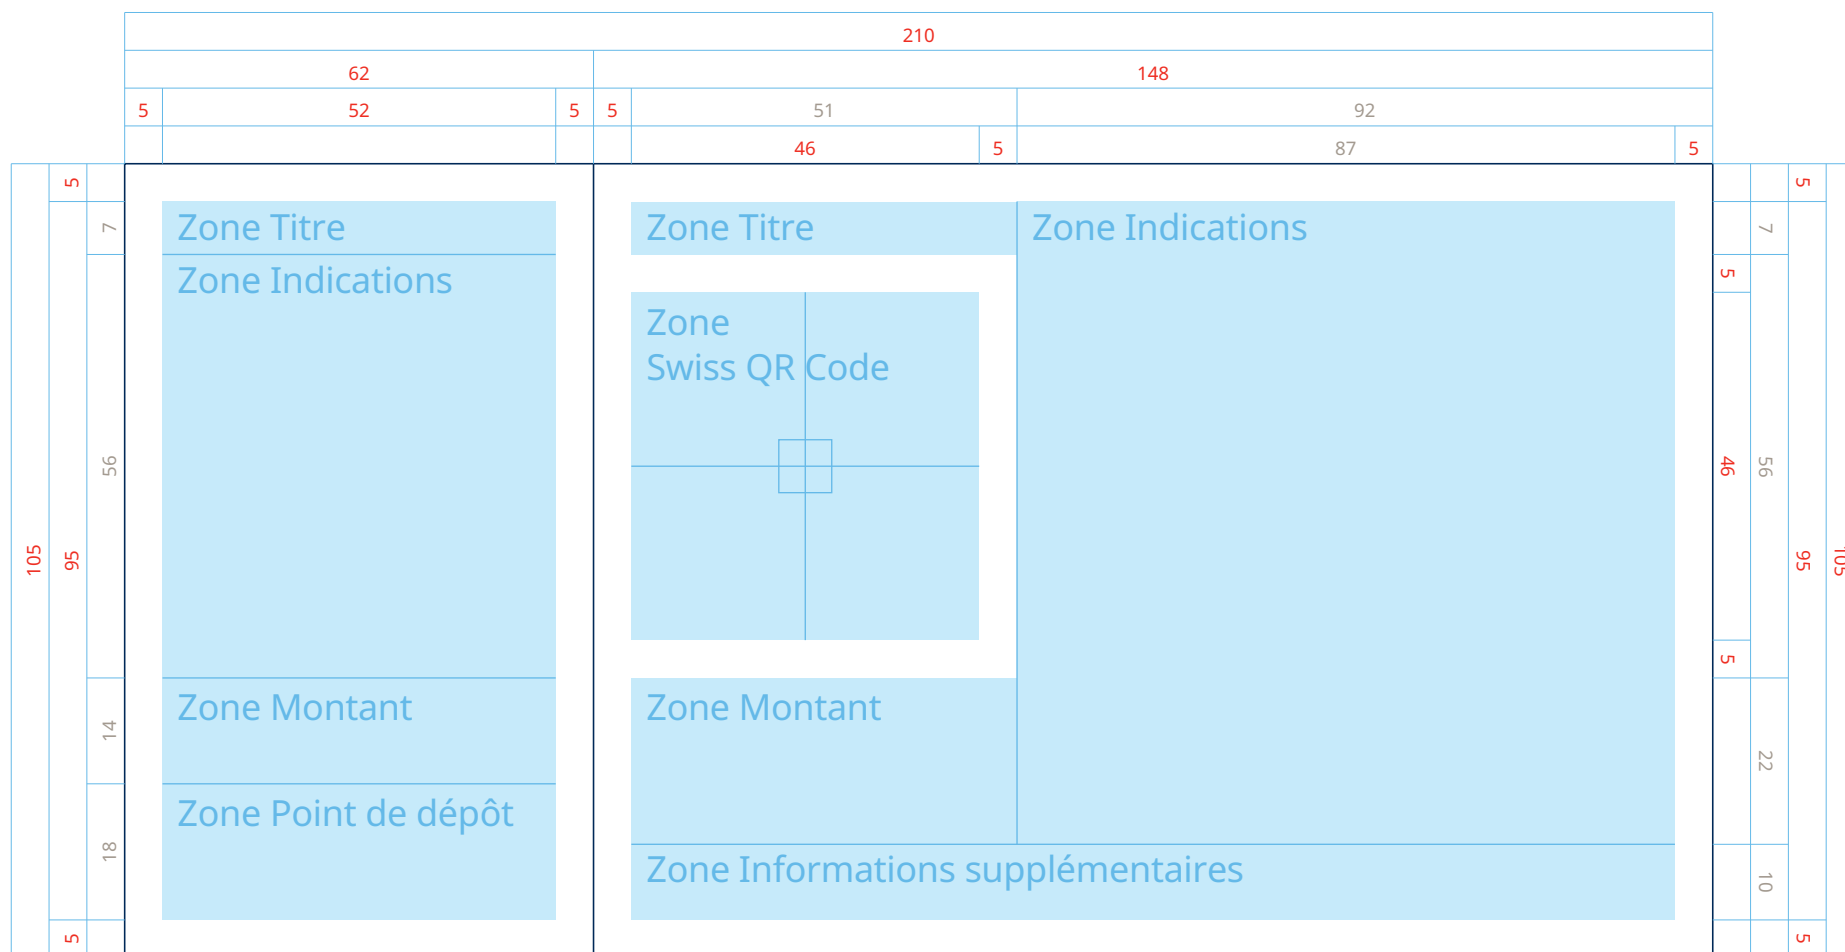 210
62 148
5 52 5 5 51 92
46 5 87 5
5 5
7 Zone Titre Zone Titre Zone Indications 7
Zone Indications 5
Zone
Swiss QR Code
56 46 56
105 95 95 105
5
Zone Montant Zone Montant
14 22
Zone Point de dépôt
18 Zone Informations supplémentaires 10
5 5